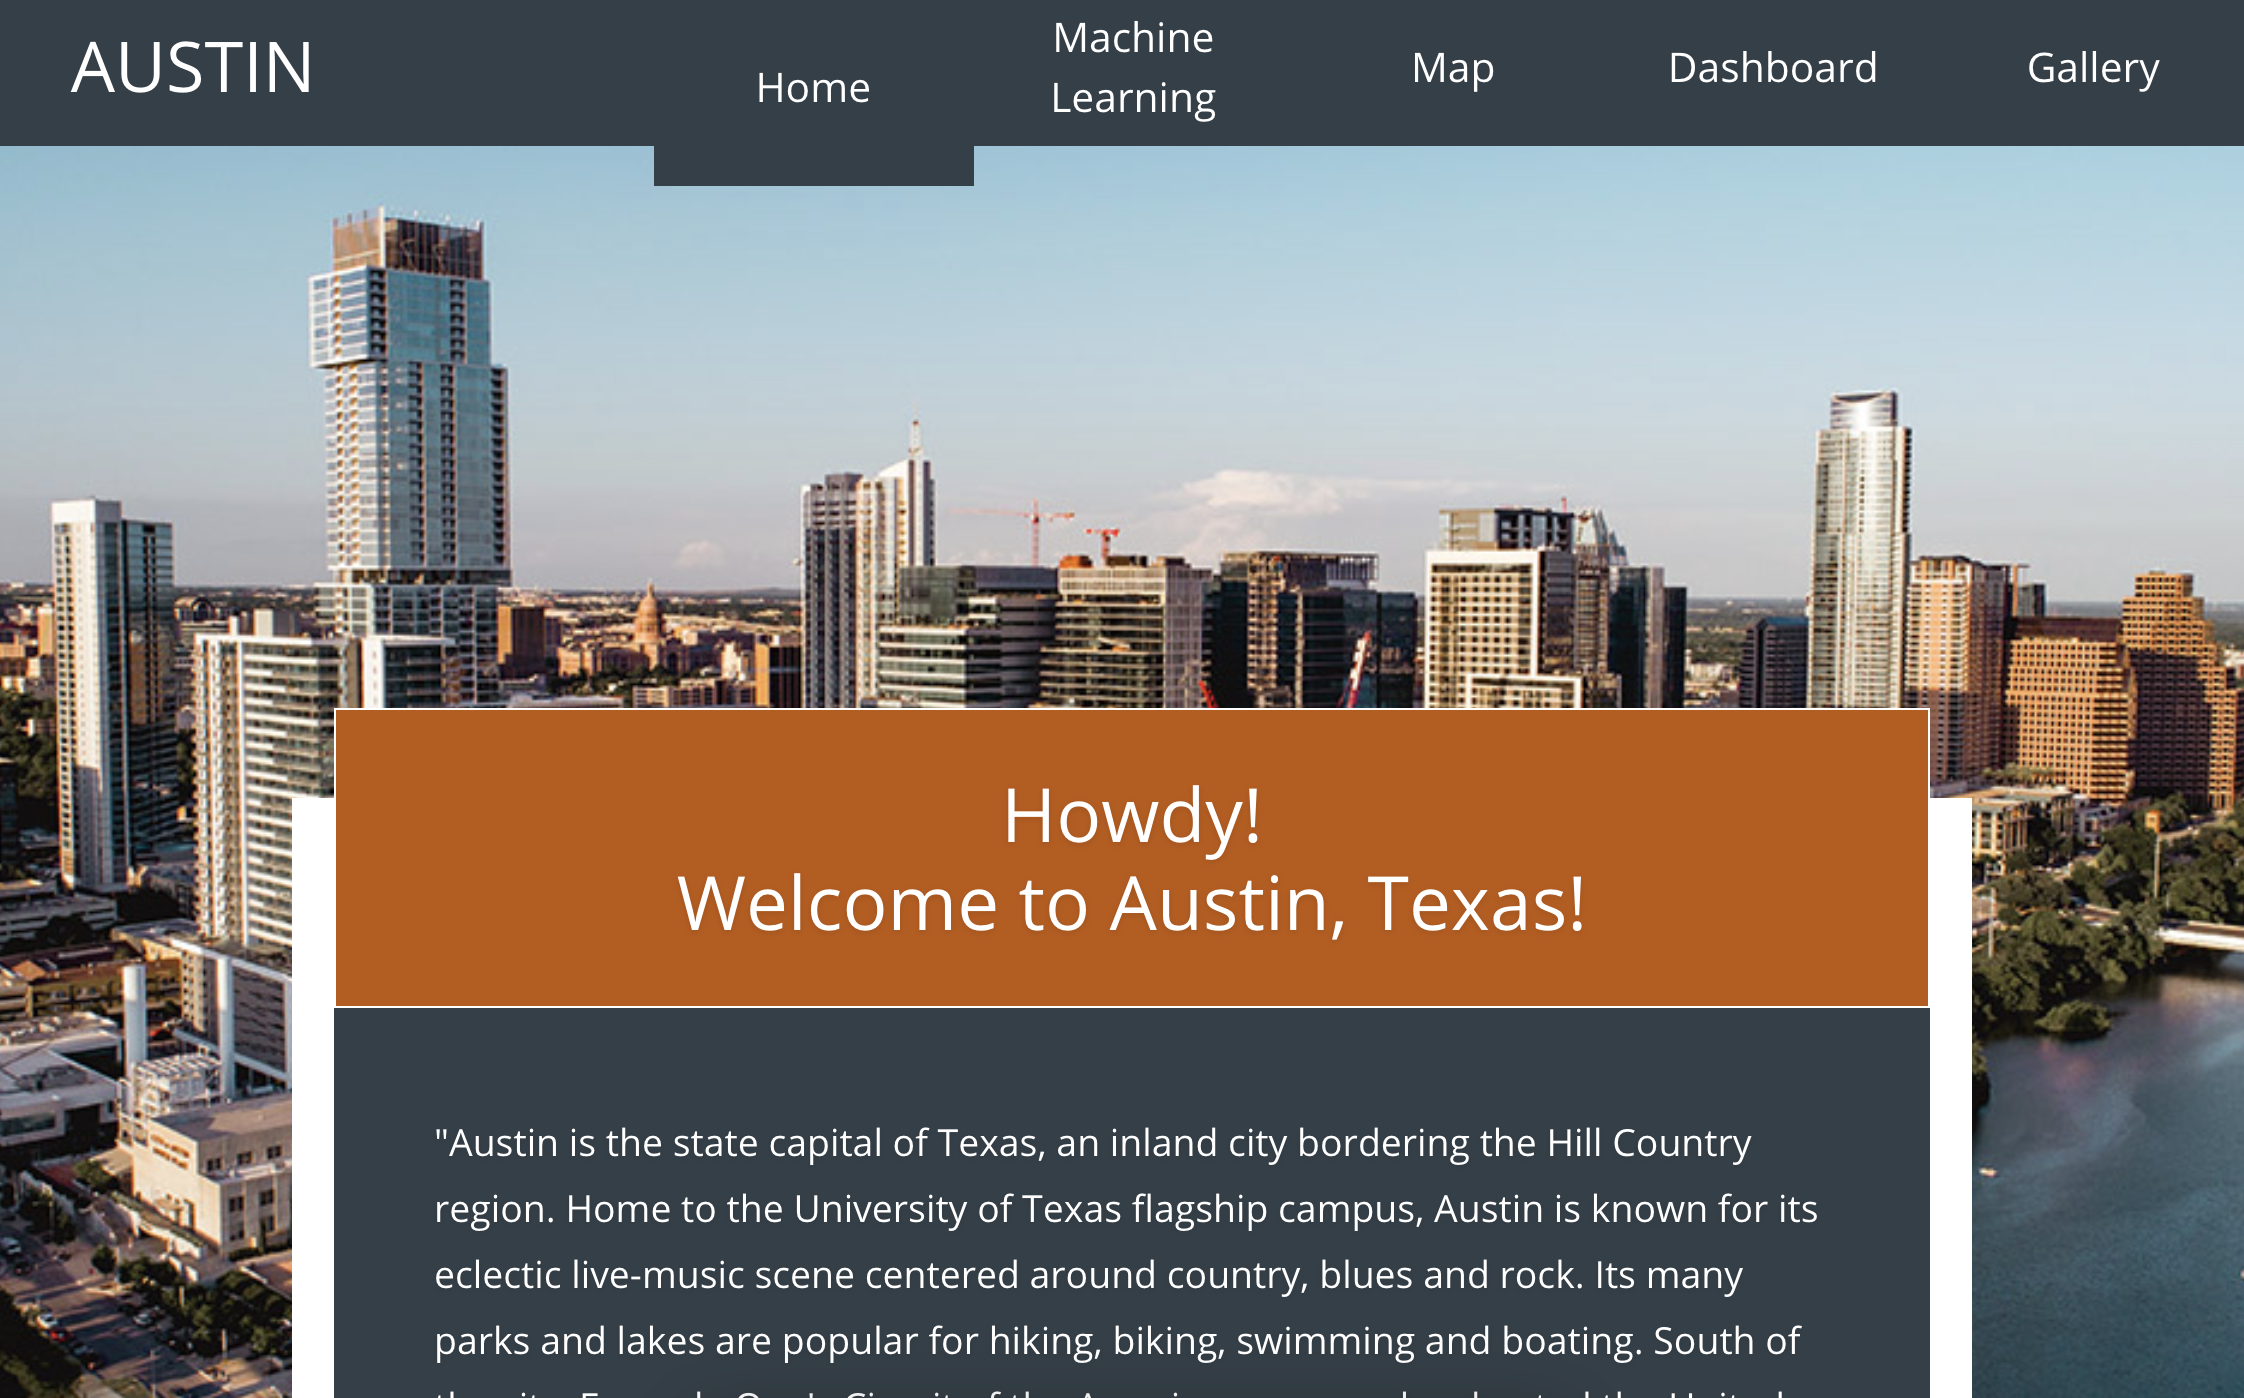 AUSTIN
Home
Machine
Learning
Map
Dashboard
Gallery
Howdy!
Welcome to Austin, Texas!
"Austin is the state capital of Texas, an inland city bordering the Hill Country
region. Home to the University of Texas flagship campus, Austin is known for its
eclectic live-music scene centered around country, blues and rock. Its many
parks and lakes are popular for hiking, biking, swimming and boating. South of